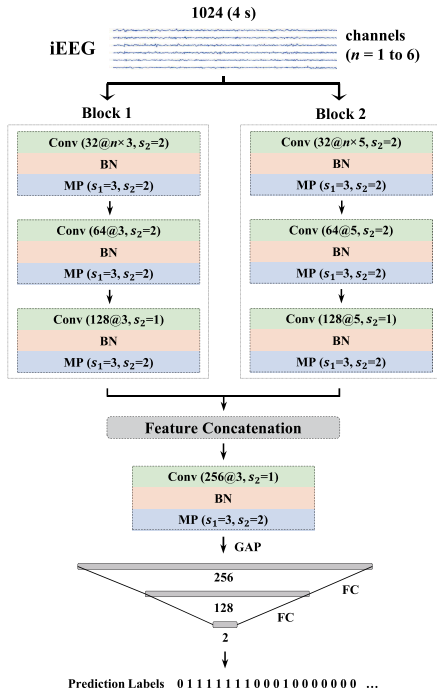 1024 (4 s)
iEEG
channels
(n = 1 to 6)
Block 1
Block 2
Conv (32@n×3, s₂=2)
BN
MP (s₁=3, s₂=2)
Conv (64@3, s₂=2)
BN
MP (s₁=3, s₂=2)
Conv (128@3, s₂=1)
BN
MP (s₁=3, s₂=2)
Conv (32@n×5, s₂=2)
BN
MP (s₁=3, s₂=2)
Conv (64@5, s₂=2)
BN
MP (s₁=3, s₂=2)
Conv (128@5, s₂=1)
BN
MP (s₁=3, s₂=2)
Feature Concatenation
Conv (256@3, s₂=1)
BN
MP (s₁=3, s₂=2)
GAP
256
FC
128
FC
2
Prediction Labels 0 1 1 1 1 1 1 1 1 0 0 0 1 0 0 0 0 0 0 0 ...